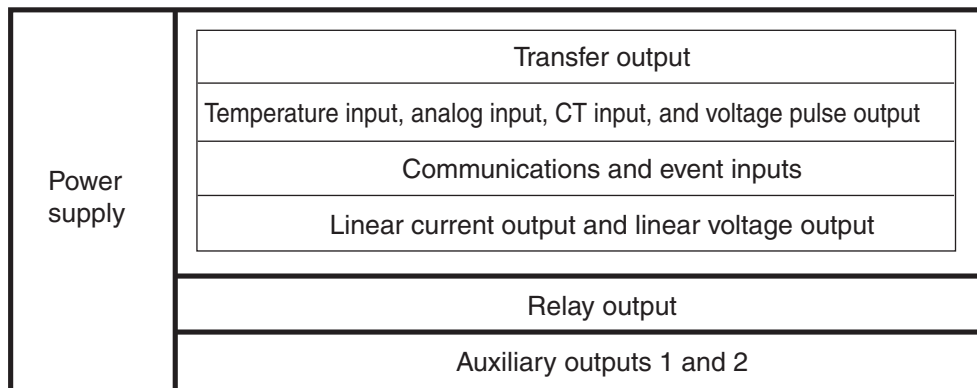 Power
supply
Transfer output
Temperature input, analog input, CT input, and voltage pulse output
Communications and event inputs
Linear current output and linear voltage output
Relay output
Auxiliary outputs 1 and 2